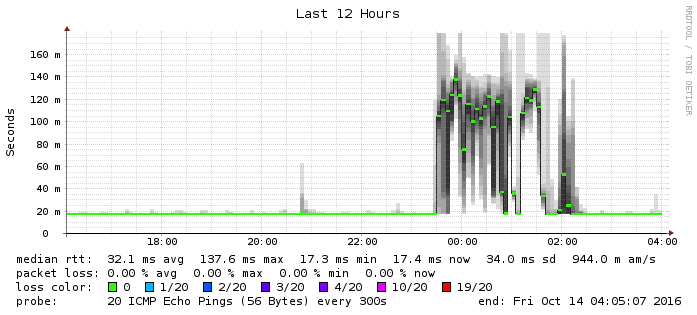 Last 12 Hours
RRDTOOL / TOBI OETIKER
Seconds
160 m
140 m
120 m
100 m
80 m
60 m
40 m
20 m
0
18:00 20:00 22:00 00:00 02:00 04:00
median rtt: 32.1 ms avg 137.6 ms max 17.3 ms min 17.4 ms now 34.0 ms sd 944.0 m am/s
packet loss: 0.00 % avg 0.00 % max 0.00 % min 0.00 % now
loss color: 0 1/20 2/20 3/20 4/20 10/20 19/20
probe: 20 ICMP Echo Pings (56 Bytes) every 300s end: Fri Oct 14 04:05:07 2016